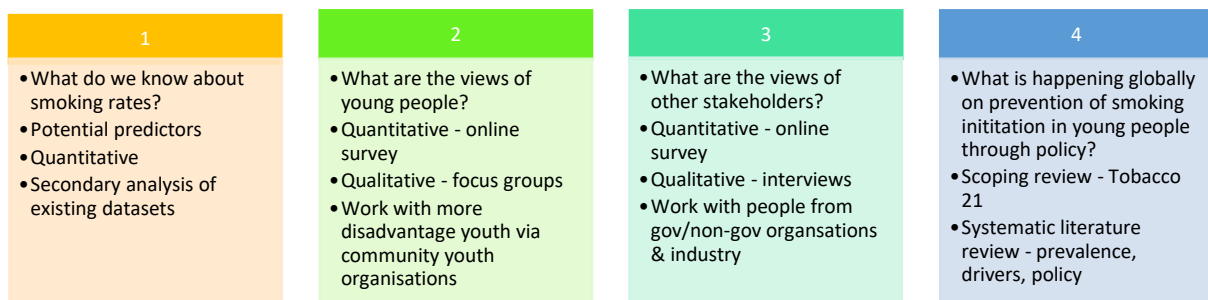 1
•What do we know about
smoking rates?
•Potential predictors
•Quantitative
•Secondary analysis of
existing datasets
2
•What are the views of
young people?
•Quantitative - online
survey
•Qualitative - focus groups
•Work with more
disadvantage youth via
community youth
organisations
3
•What are the views of
other stakeholders?
•Quantitative - online
survey
•Qualitative - interviews
•Work with people from
gov/non-gov organsations
& industry
4
•What is happening globally
on prevention of smoking
inititation in young people
through policy?
•Scoping review - Tobacco
21
•Systematic literature
review - prevalence,
drivers, policy